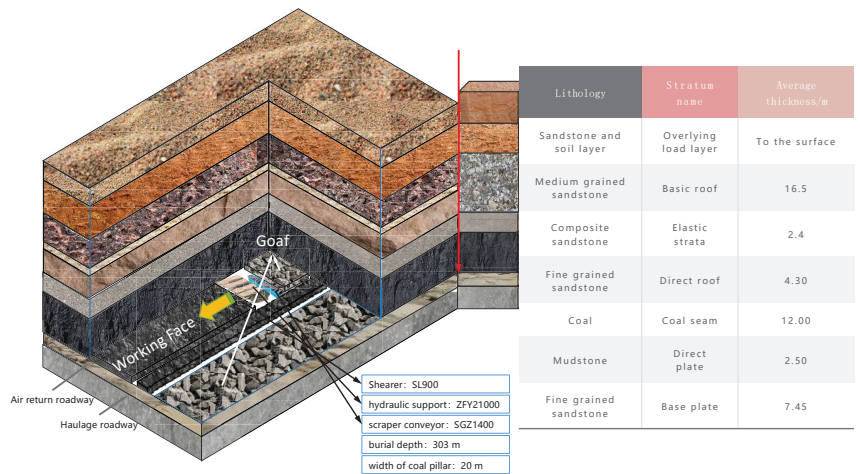 Goaf
Working Face
Air return roadway
Haulage roadway
Shearer: SL900
hydraulic support: ZFY21000
scraper conveyor: SGZ1400
burial depth: 303 m
width of coal pillar: 20 m
Lithology
Stratum
name
Average
thickness/m
Sandstone and
soil layer
Overlying
load layer
To the surface
Medium grained
sandstone
Basic roof
16.5
Composite
sandstone
Elastic
strata
2.4
Fine grained
sandstone
Direct roof
4.30
Coal
Coal seam
12.00
Mudstone
Direct
plate
2.50
Fine grained
sandstone
Base plate
7.45